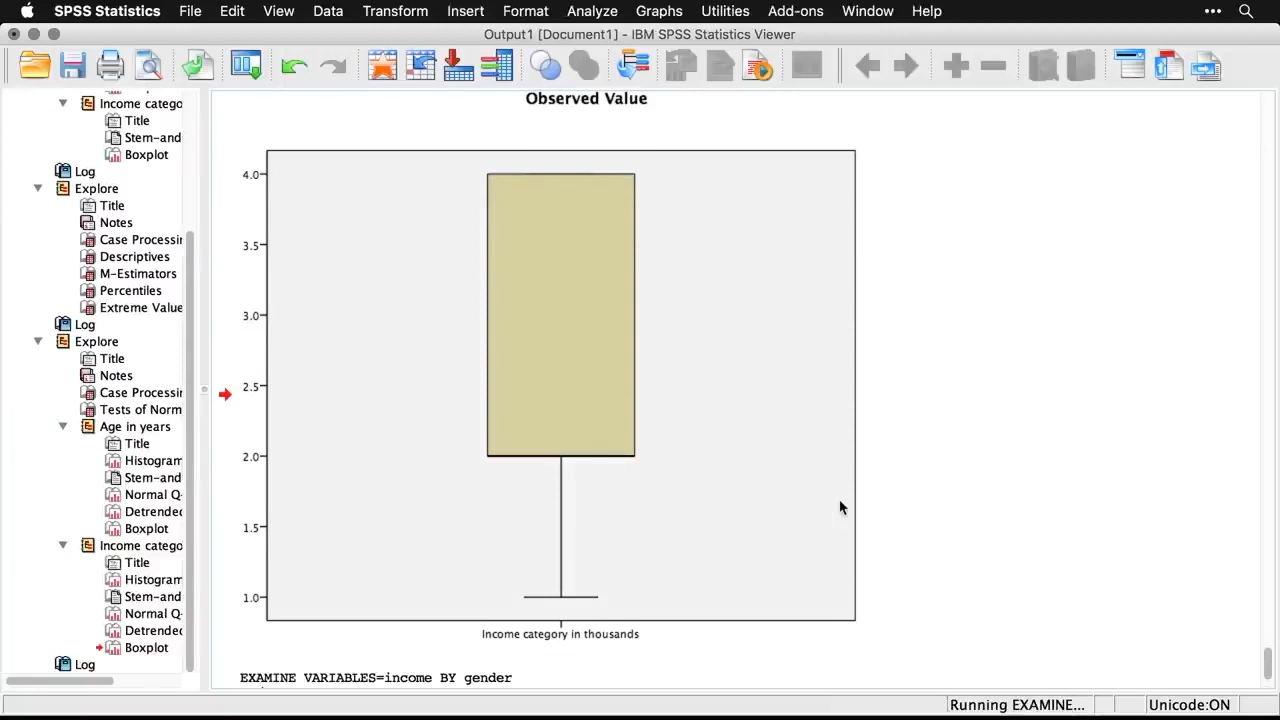 SPSS Statistics File Edit View Data Transform Insert Format Analyze Graphs Utilities Add-ons Window Help
Output1 [Document1] - IBM SPSS Statistics Viewer
Income catego
Title
Stem-and
Boxplot
Log
Explore
Title
Notes
Case Processin
Descriptives
M-Estimators
Percentiles
Extreme Value
Log
Explore
Title
Notes
Case Processin
Tests of Norm
Age in years
Title
Histogram
Stem-and
Normal Q-
Detrended
Boxplot
Income catego
Title
Histogram
Stem-and
Normal Q-
Detrended
Boxplot
Log
Observed Value
4.0
3.5
3.0
2.5
2.0
1.5
1.0
Income category in thousands
EXAMINE VARIABLES=income BY gender
Running EXAMINE... Unicode:ON